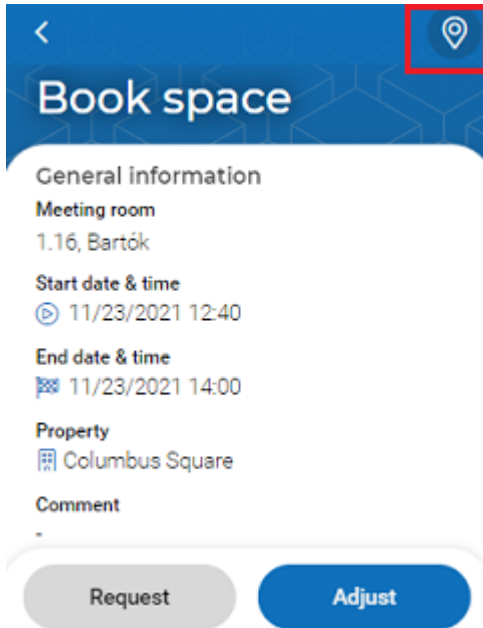 Book space
General information
Meeting room
1.16, Bartók
Start date & time
11/23/2021 12:40
End date & time
11/23/2021 14:00
Property
Columbus Square
Comment
-
Request
Adjust